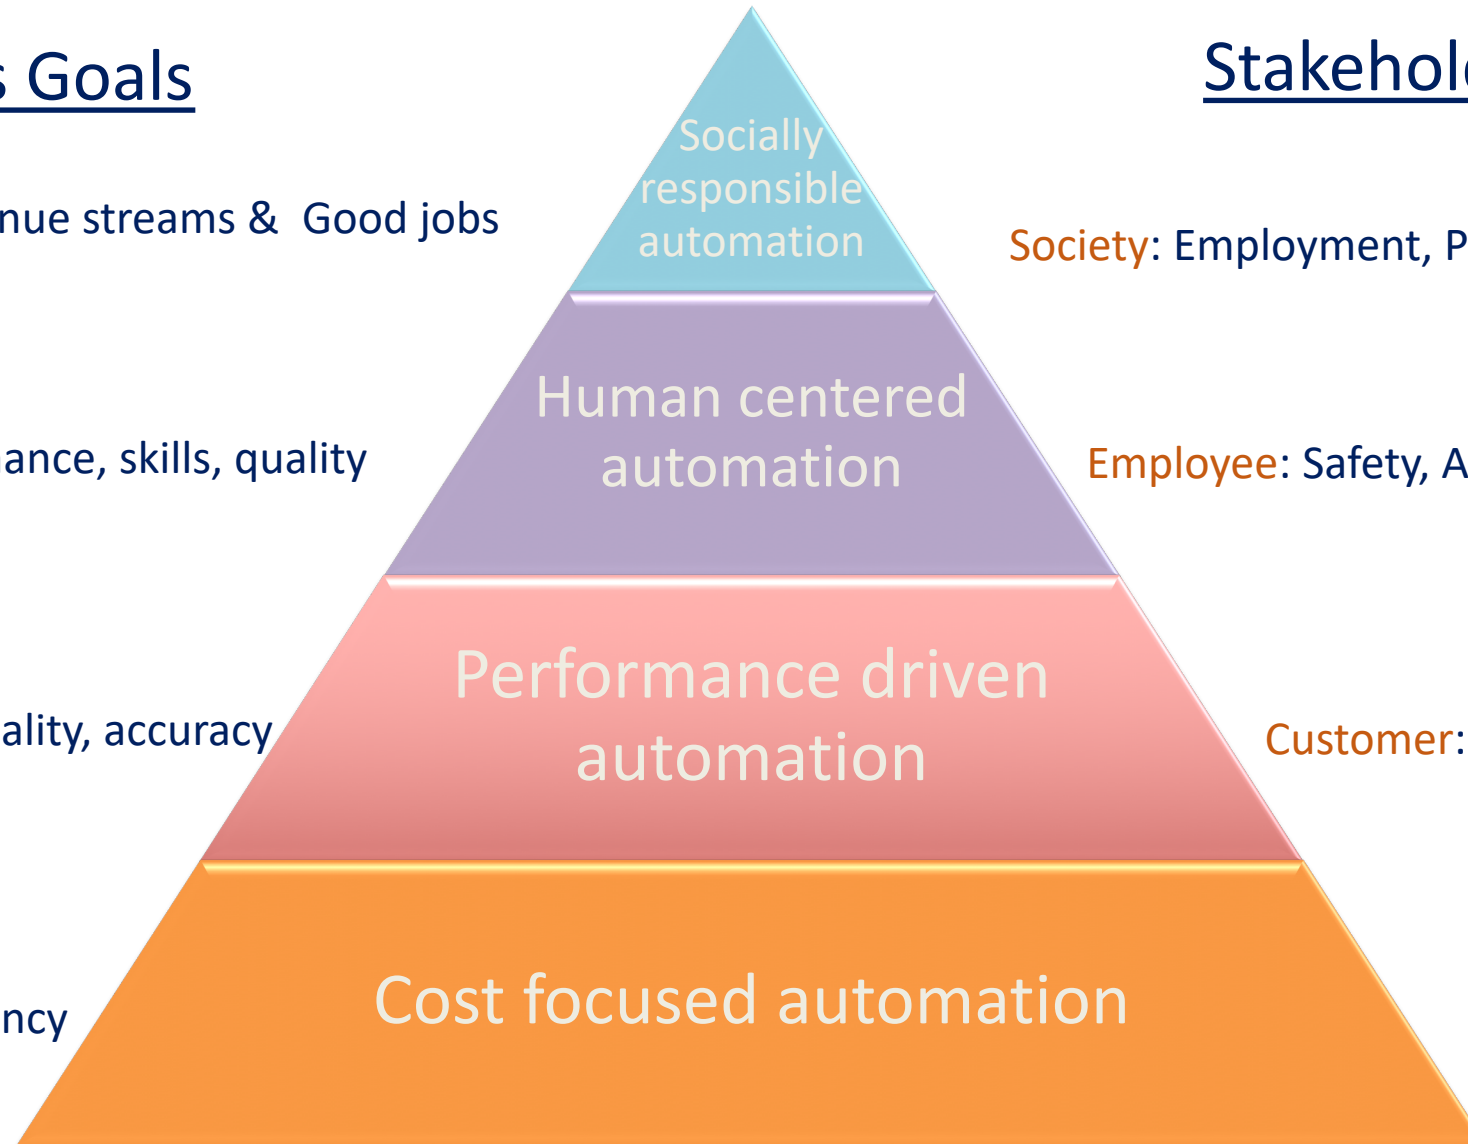 s Goals
Stakehol
Socially
responsible
automation
nue streams & Good jobs
Society: Employment, P
Human centered
automation
ance, skills, quality
Employee: Safety, A
Performance driven
automation
ality, accuracy
Customer:
Cost focused automation
ncy